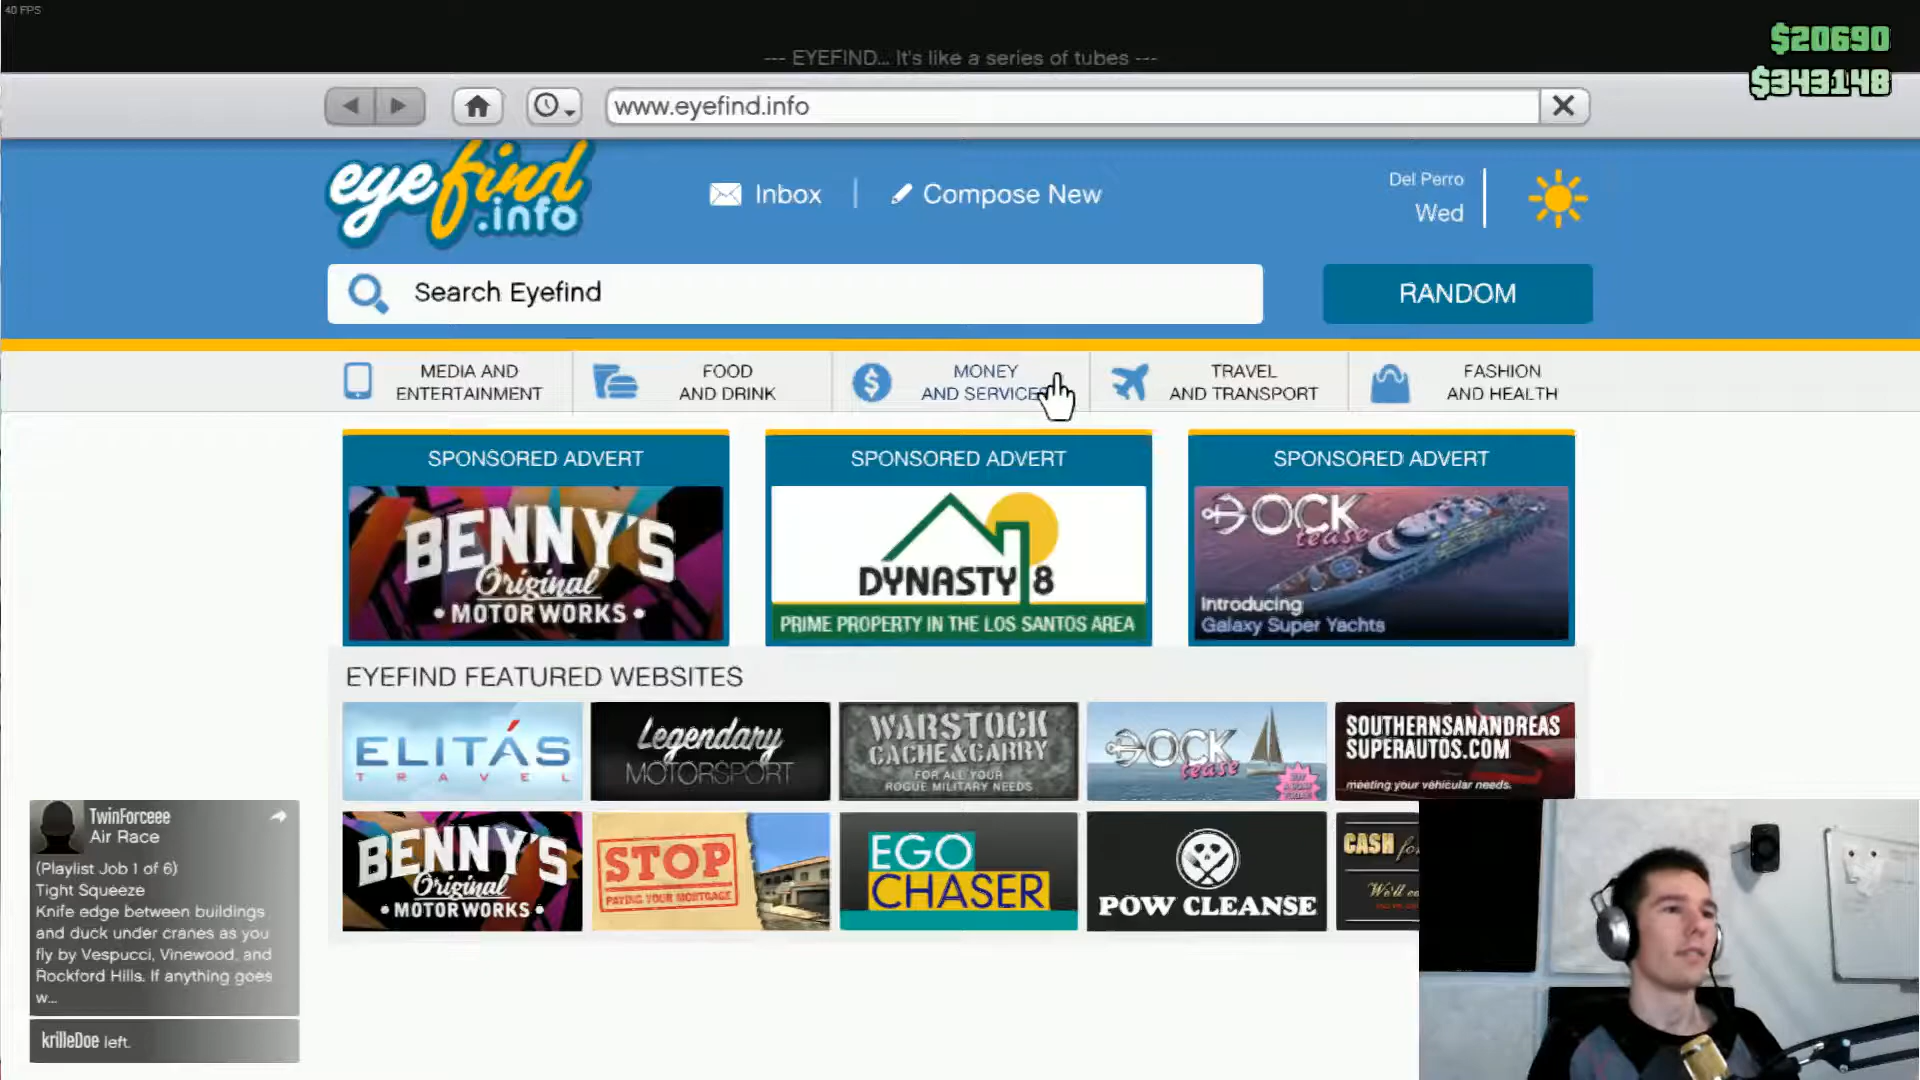 40 FPS
$20690
--- EYEFIND... It's like a series of tubes ---
$343148
www.eyefind.info
eyefind.info
Inbox
Compose New
Del Perro
Wed
Search Eyefind
RANDOM
MEDIA AND ENTERTAINMENT
FOOD AND DRINK
MONEY AND SERVICES
TRAVEL AND TRANSPORT
FASHION AND HEALTH
SPONSORED ADVERT
BENNY'S
Original
• MOTORWORKS •
SPONSORED ADVERT
DYNASTY 8
PRIME PROPERTY IN THE LOS SANTOS AREA
SPONSORED ADVERT
DOCK
tease
Introducing
Galaxy Super Yachts
EYEFIND FEATURED WEBSITES
ELITÁS
TRAVEL
Legendary
MOTORSPORT
WARSTOCK
CACHE & CARRY
FOR ALL YOUR
ROGUE MILITARY NEEDS
DOCK
tease
SOUTHERNSANANDREAS
SUPERAUTOS.COM
meeting your vehicular needs.
BENNY'S
Original
• MOTORWORKS •
STOP
PAYING YOUR MORTGAGE
EGO
CHASER
POW CLEANSE
CASH for
We'll
TwinForceee
Air Race
(Playlist Job 1 of 6)
Tight Squeeze
Knife edge between buildings
and duck under cranes as you
fly by Vespucci, Vinewood, and
Rockford Hills. If anything goes
w...
krilleDoe left.